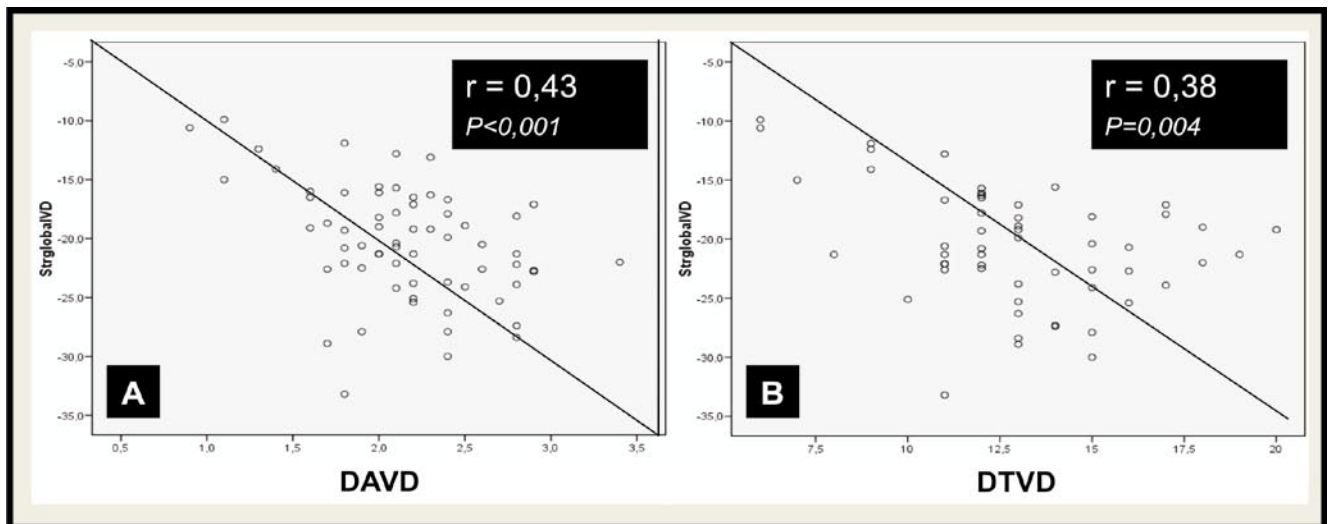 r = 0,43
P<0,001
-5,0
-10,0
-15,0
-20,0
-25,0
-30,0
-35,0
StrglobalVD
A
0,5 1,0 1,5 2,0 2,5 3,0 3,5
DAVD
r = 0,38
P=0,004
-5,0
-10,0
-15,0
-20,0
-25,0
-30,0
-35,0
StrglobalVD
B
7,5 10 12,5 15 17,5 20
DTVD